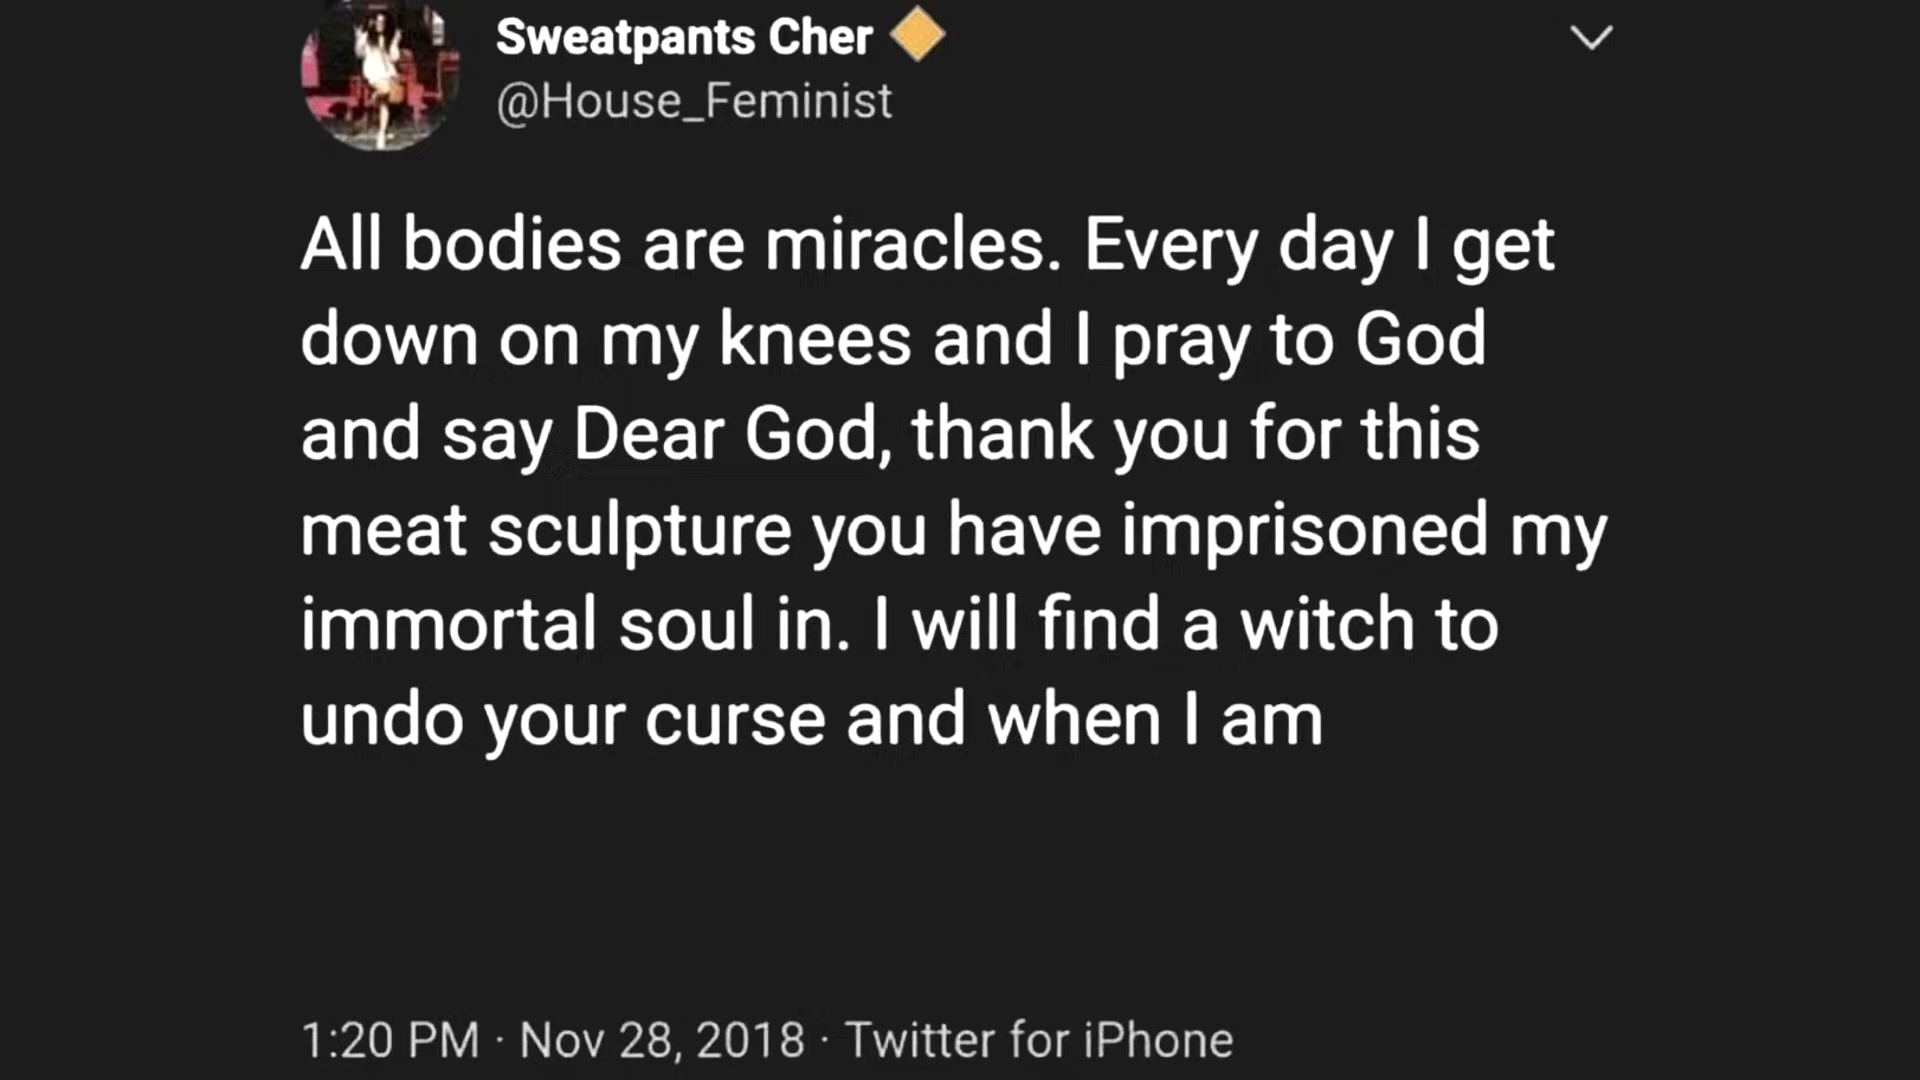 Sweatpants Cher 🔶
@House_Feminist
All bodies are miracles. Every day I get
down on my knees and I pray to God
and say Dear God, thank you for this
meat sculpture you have imprisoned my
immortal soul in. I will find a witch to
undo your curse and when I am
1:20 PM · Nov 28, 2018 · Twitter for iPhone